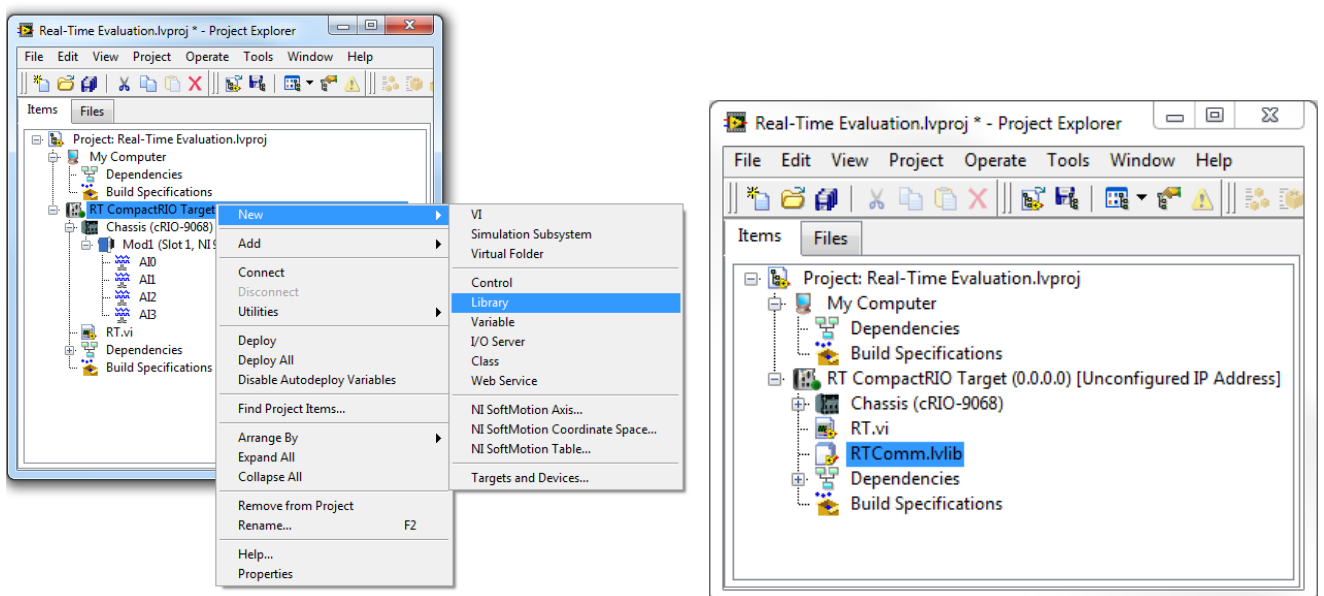 Real-Time Evaluation.lvproj * - Project Explorer
File Edit View Project Operate Tools Window Help
Items Files
Project: Real-Time Evaluation.lvproj
My Computer
Dependencies
Build Specifications
RT CompactRIO Target
Chassis (cRIO-9068)
Mod1 (Slot 1, NI 9
AI0
AI1
AI2
AI3
RT.vi
Dependencies
Build Specifications
New
Add
Connect
Disconnect
Utilities
Deploy
Deploy All
Disable Autodeploy Variables
Find Project Items...
Arrange By
Expand All
Collapse All
Remove from Project
Rename... F2
Help...
Properties
VI
Simulation Subsystem
Virtual Folder
Control
Library
Variable
I/O Server
Class
Web Service
NI SoftMotion Axis...
NI SoftMotion Coordinate Space...
NI SoftMotion Table...
Targets and Devices...
Real-Time Evaluation.lvproj * - Project Explorer
File Edit View Project Operate Tools Window Help
Items Files
Project: Real-Time Evaluation.lvproj
My Computer
Dependencies
Build Specifications
RT CompactRIO Target (0.0.0.0) [Unconfigured IP Address]
Chassis (cRIO-9068)
RT.vi
RTComm.lvlib
Dependencies
Build Specifications